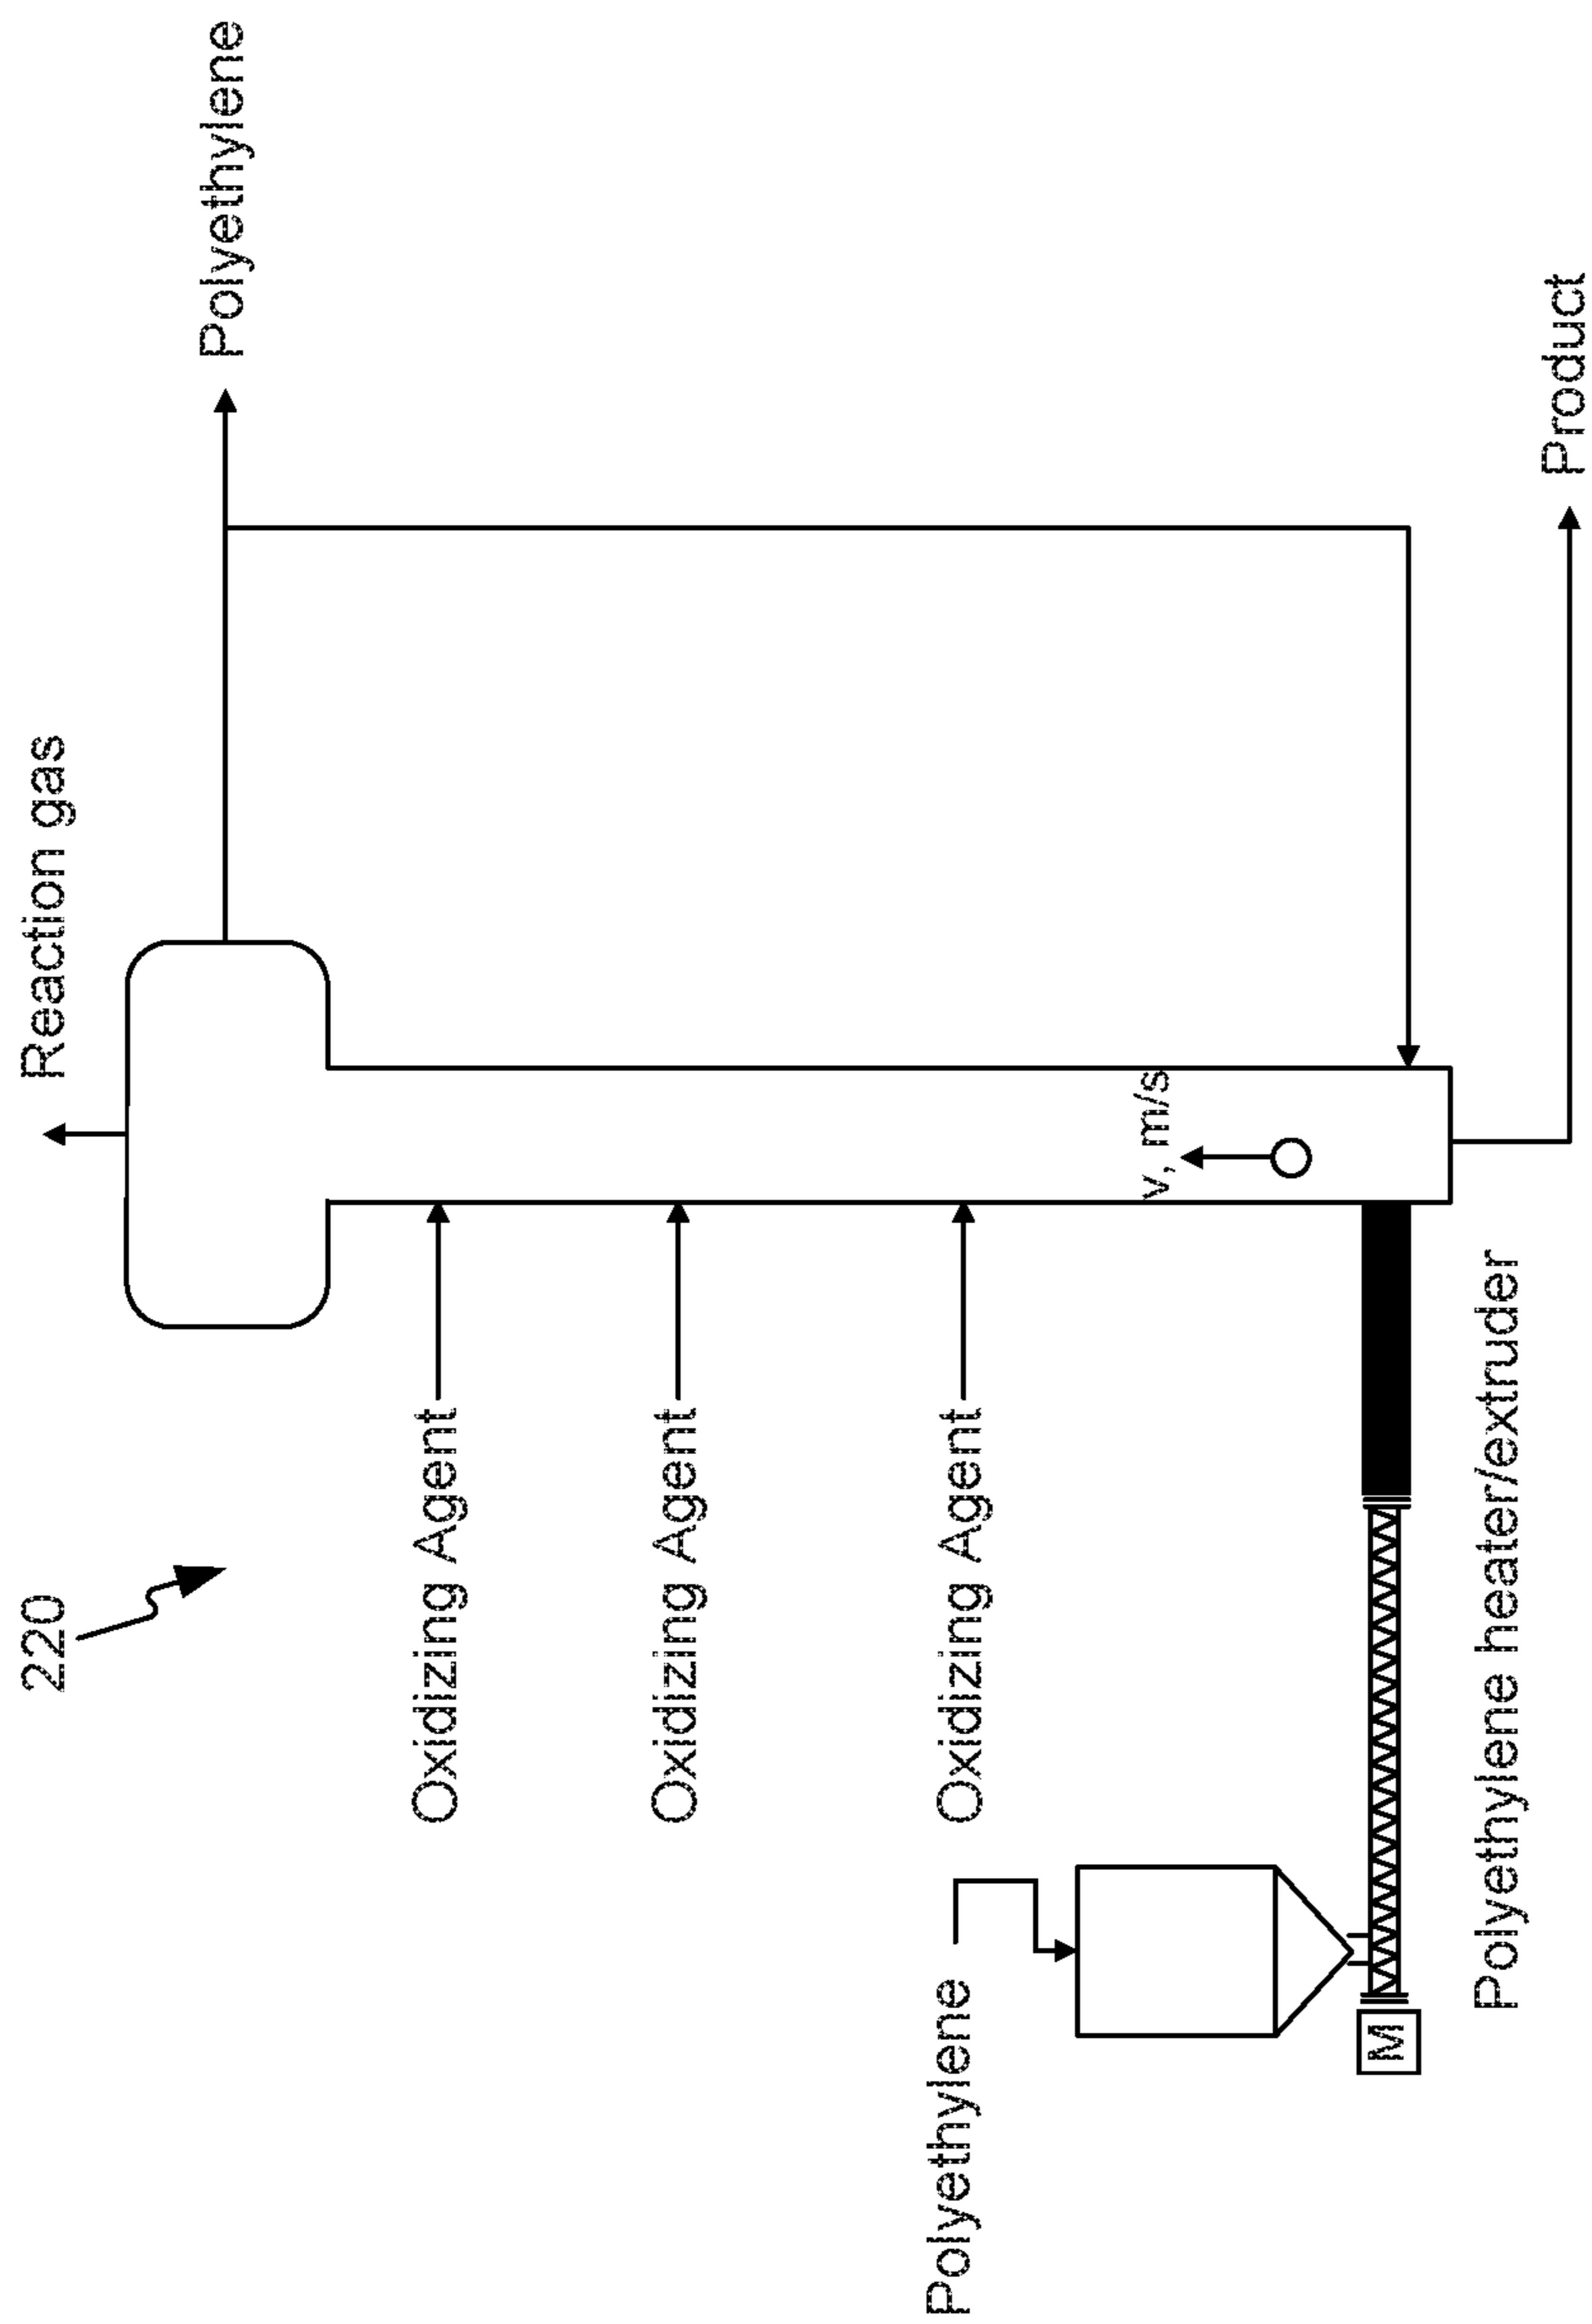 220
Reaction gas
Polyethylene
Oxidizing Agent
Oxidizing Agent
Polyethylene
Oxidizing Agent
v, m/s
M
Polyethylene heater/extruder
Product